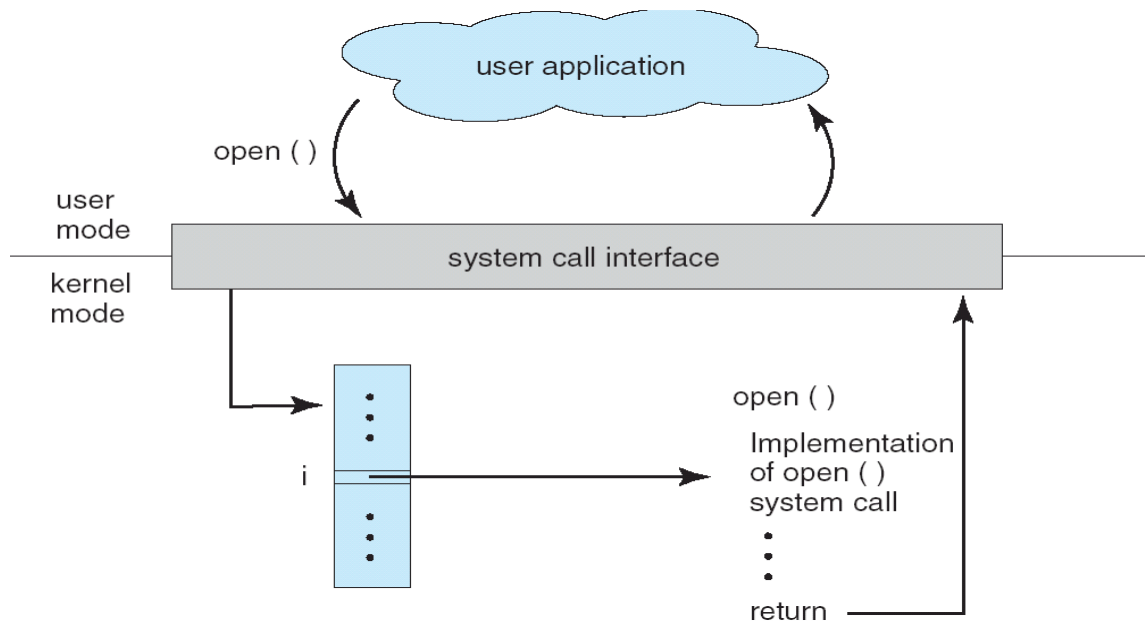 user application
open ( )
user
mode
system call interface
kernel
mode
open ( )
Implementation
i
of open ( )
system call
return